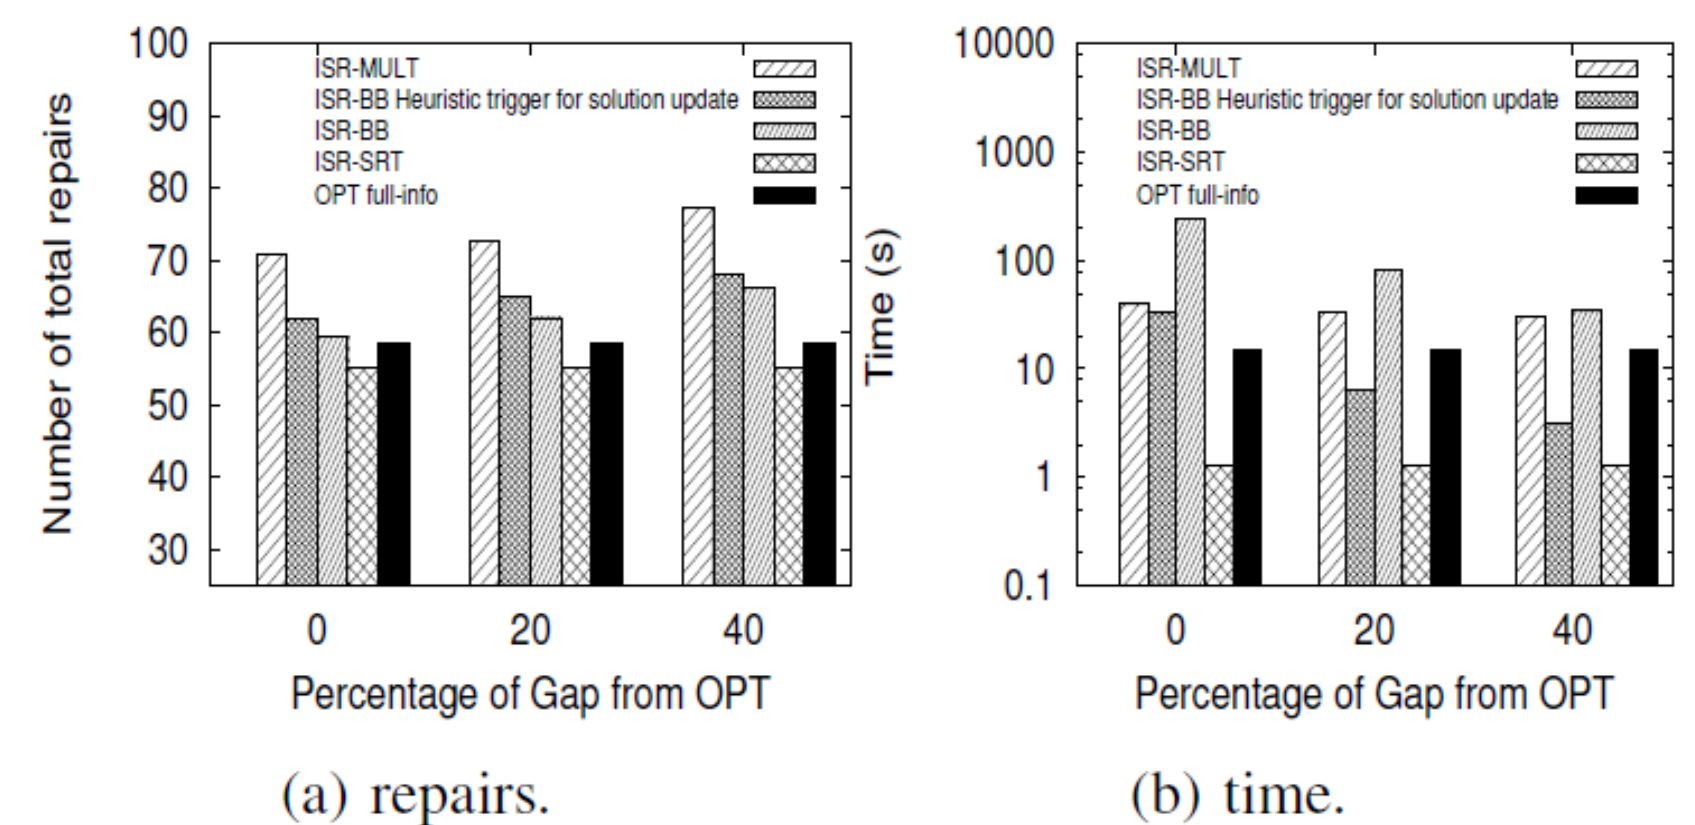 Number of total repairs
100
90
80
70
60
50
40
30
ISR-MULT
ISR-BB Heuristic trigger for solution update
ISR-BB
ISR-SRT
OPT full-info
0 20 40
Percentage of Gap from OPT
(a) repairs.
Time (s)
10000
1000
100
10
1
0.1
ISR-MULT
ISR-BB Heuristic trigger for solution update
ISR-BB
ISR-SRT
OPT full-info
0 20 40
Percentage of Gap from OPT
(b) time.